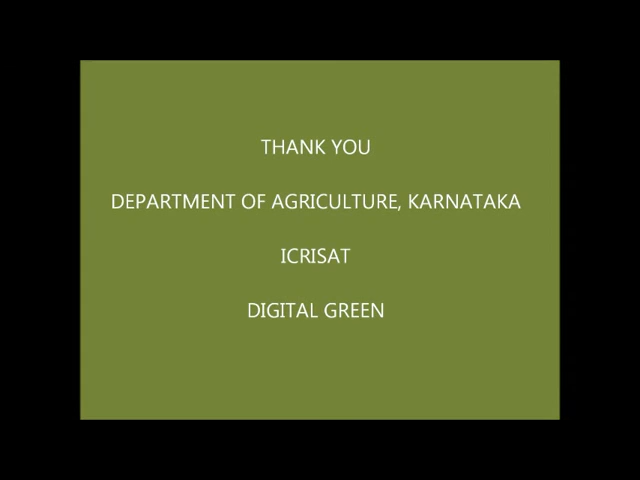 THANK YOU
DEPARTMENT OF AGRICULTURE, KARNATAKA
ICRISAT
DIGITAL GREEN